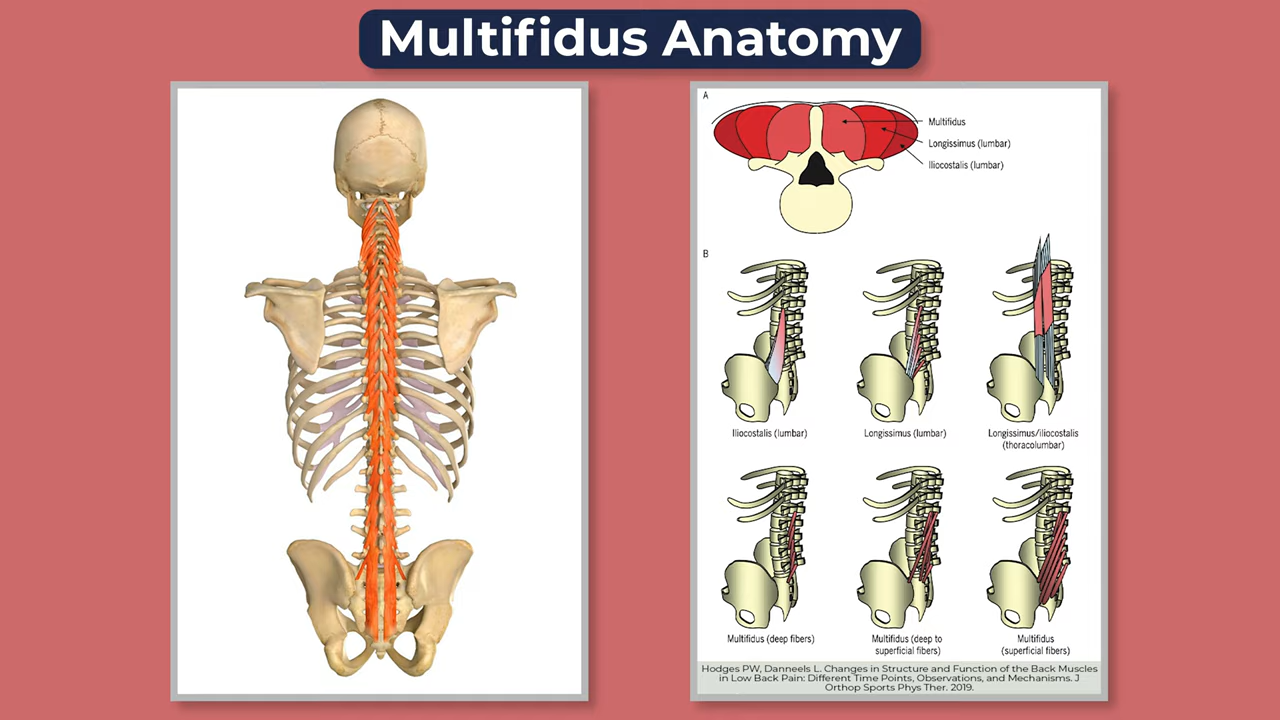 Multifidus Anatomy
A
Multifidus
Longissimus (lumbar)
Iliocostalis (lumbar)
B
Iliocostalis (lumbar)
Longissimus (lumbar)
Longissimus/iliocostalis
(thoracolumbar)
Multifidus (deep fibers)
Multifidus (deep to
superficial fibers)
Multifidus
(superficial fibers)
Hodges PW, Danneels L. Changes in Structure and Function of the Back Muscles
in Low Back Pain: Different Time Points, Observations, and Mechanisms. J
Orthop Sports Phys Ther. 2019.